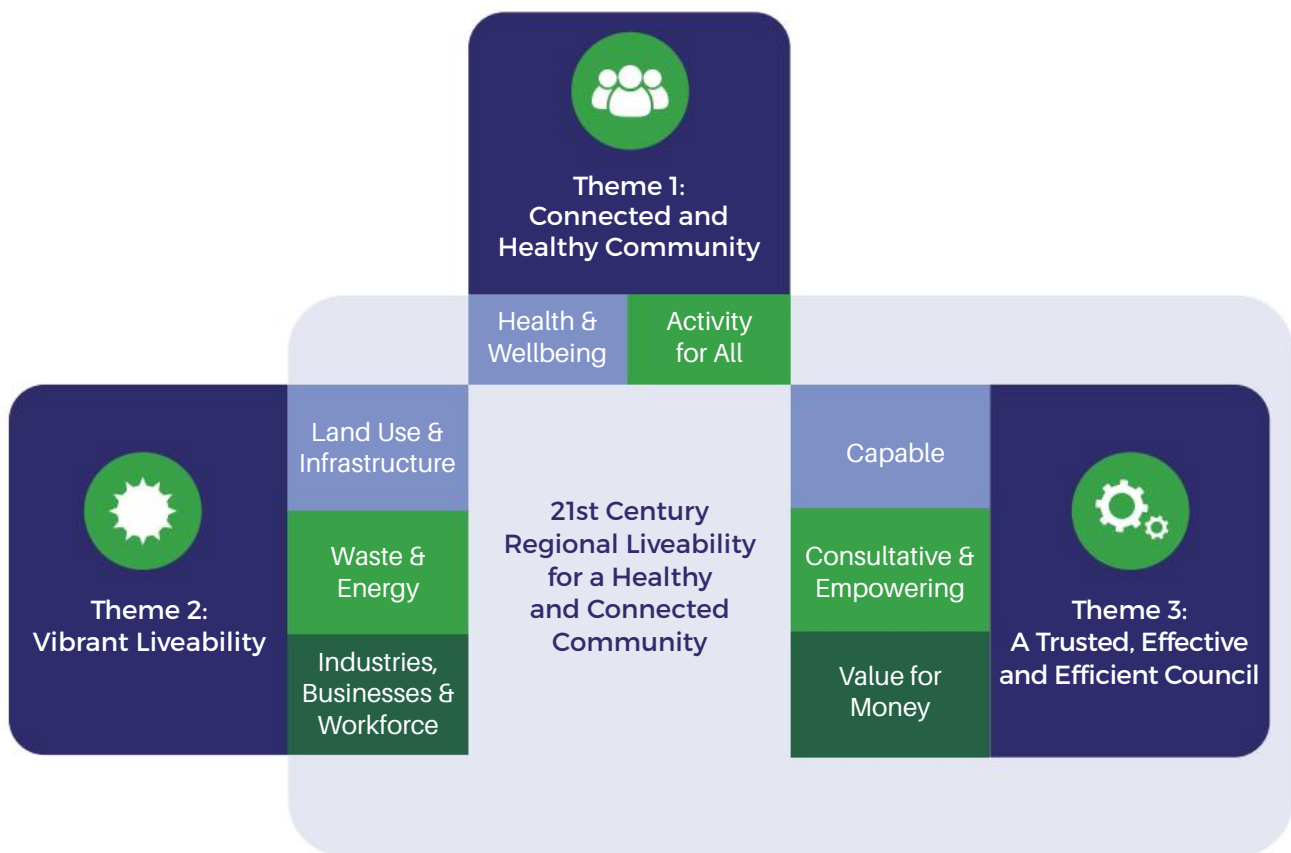 Theme 1:
Connected and
Healthy Community
Health &
Wellbeing
Activity
for All
Theme 2:
Vibrant Liveability
Land Use &
Infrastructure
Waste &
Energy
Industries,
Businesses &
Workforce
21st Century
Regional Liveability
for a Healthy
and Connected
Community
Capable
Consultative &
Empowering
Value for
Money
Theme 3:
A Trusted, Effective
and Efficient Council